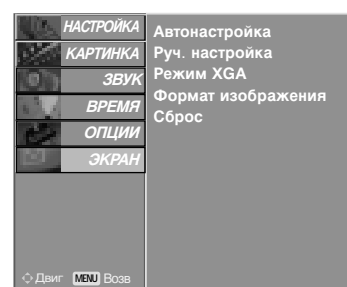 НАСТРОЙКА
КАРТИНКА
ЗВУК
ВРЕМЯ
ОПЦИИ
ЭКРАН
Автонастройка
Руч. настройка
Режим XGA
Формат изображения
Сброс
Двиг MENU Возв